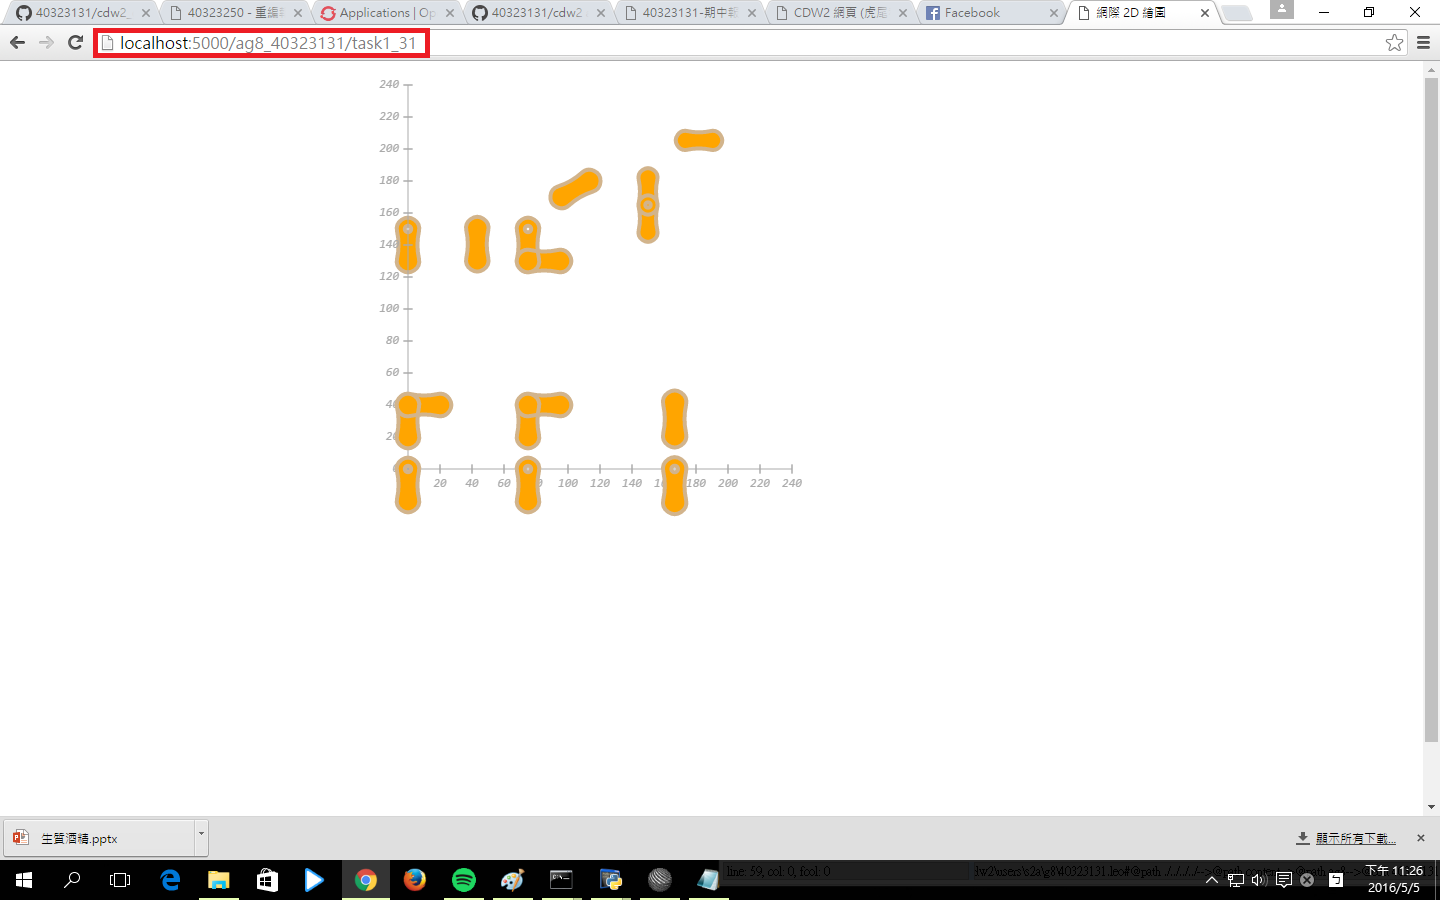 40323131/cdw2_
40323250 - 重編
Applications | Op
40323131/cdw2
40323131-期中報
CDW2 網頁 (虎尾
Facebook
網際 2D 繪圖
localhost:5000/ag8_40323131/task1_31
240
220
200
180
160
140
120
100
80
60
20
20 40 60 100 120 140 180 200 220 240
生質酒精.pptx
顯示所有下載...
line: 59, col: 0, fcol: 0
下午 11:26
2016/5/5